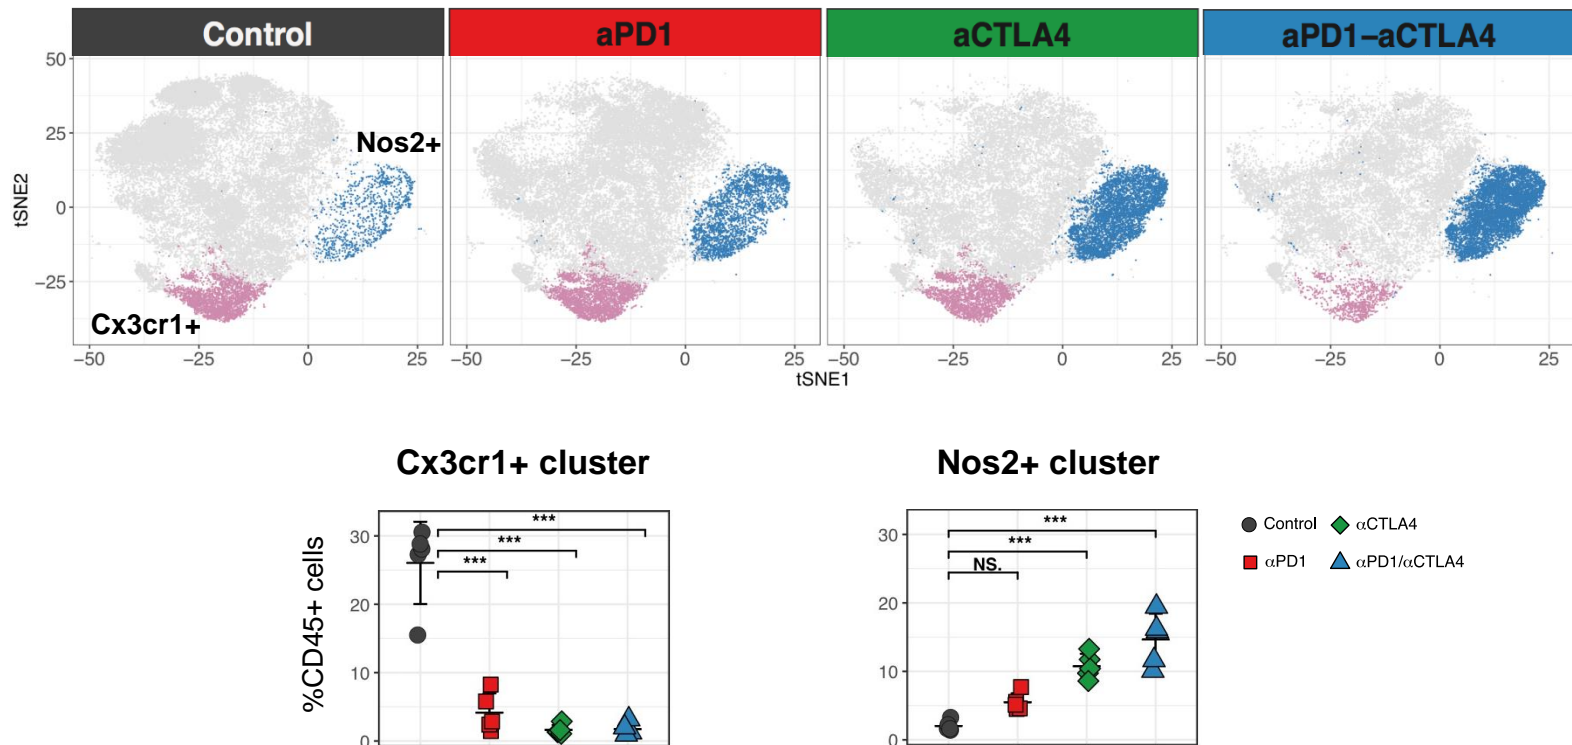 Control aPD1 aCTLA4 aPD1–aCTLA4
50
25
0
−25
tSNE2
Nos2+
Cx3cr1+
−50 −25 0 25 −50 −25 0 25 −50 −25 0 25 −50 −25 0 25
tSNE1
Cx3cr1+ cluster
%CD45+ cells
30
20
10
0
***
***
***
Nos2+ cluster
30
20
10
0
***
***
NS.
Control αCTLA4
αPD1 αPD1/αCTLA4